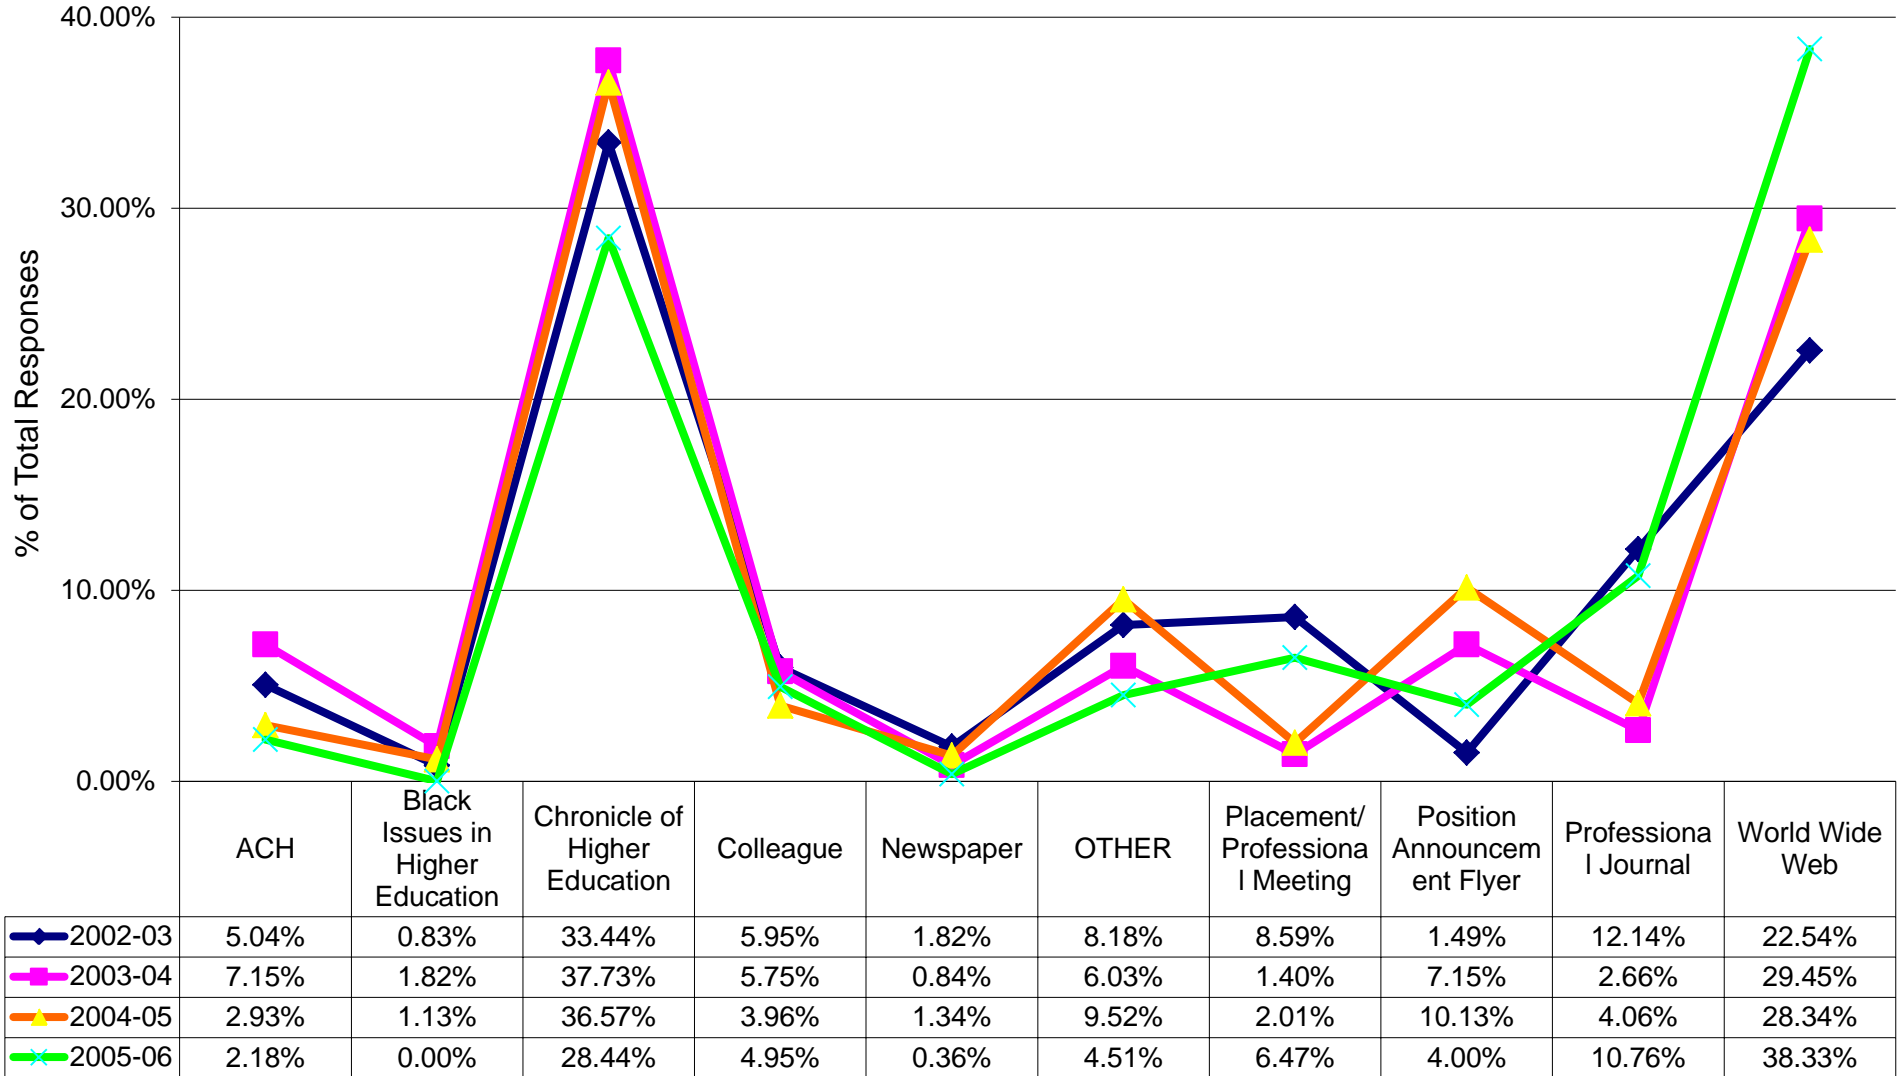 40.00%
30.00%
20.00%
10.00%
0.00%
% of Total Responses
ACH
Black
Issues in
Higher
Education
Chronicle of
Higher
Education
Colleague
Newspaper
OTHER
Placement/
Professiona
l Meeting
Position
Announcem
ent Flyer
Professiona
l Journal
World Wide
Web
2002-03 5.04% 0.83% 33.44% 5.95% 1.82% 8.18% 8.59% 1.49% 12.14% 22.54%
2003-04 7.15% 1.82% 37.73% 5.75% 0.84% 6.03% 1.40% 7.15% 2.66% 29.45%
2004-05 2.93% 1.13% 36.57% 3.96% 1.34% 9.52% 2.01% 10.13% 4.06% 28.34%
2005-06 2.18% 0.00% 28.44% 4.95% 0.36% 4.51% 6.47% 4.00% 10.76% 38.33%